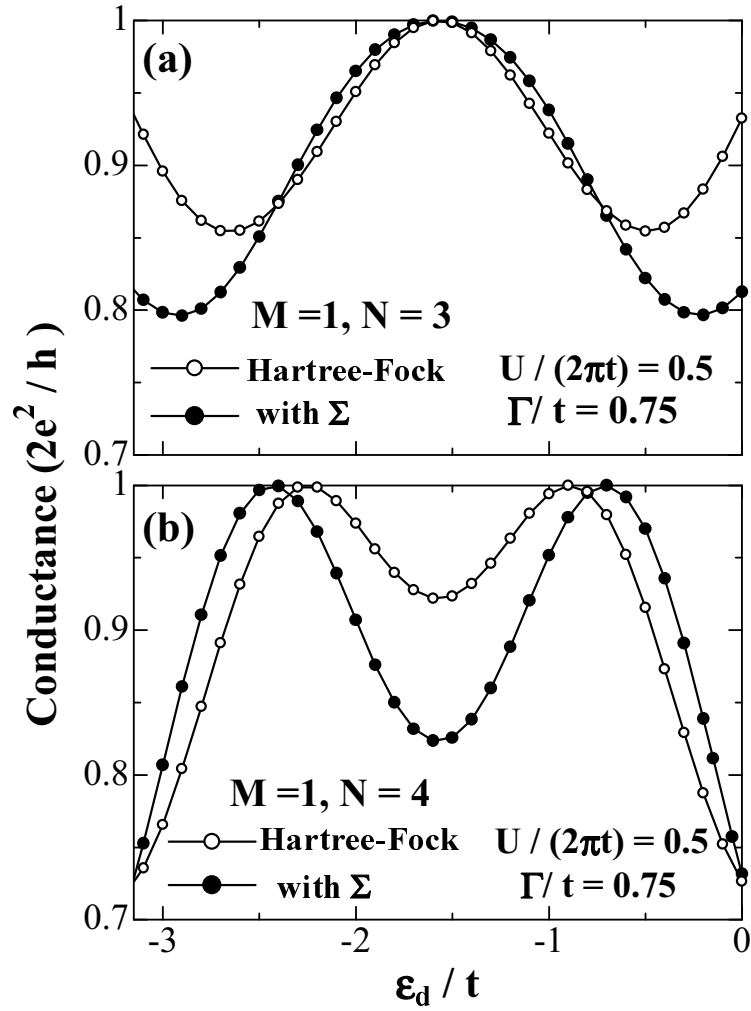 1
(a)
0.9
0.8
M =1, N = 3
Hartree-Fock
U / (2πt) = 0.5
with Σ
Γ/ t = 0.75
0.7
Conductance (2e² / h)
1
(b)
0.9
0.8
M =1, N = 4
Hartree-Fock
U / (2πt) = 0.5
with Σ
Γ/ t = 0.75
0.7
-3
-2
-1
0
ε_d / t